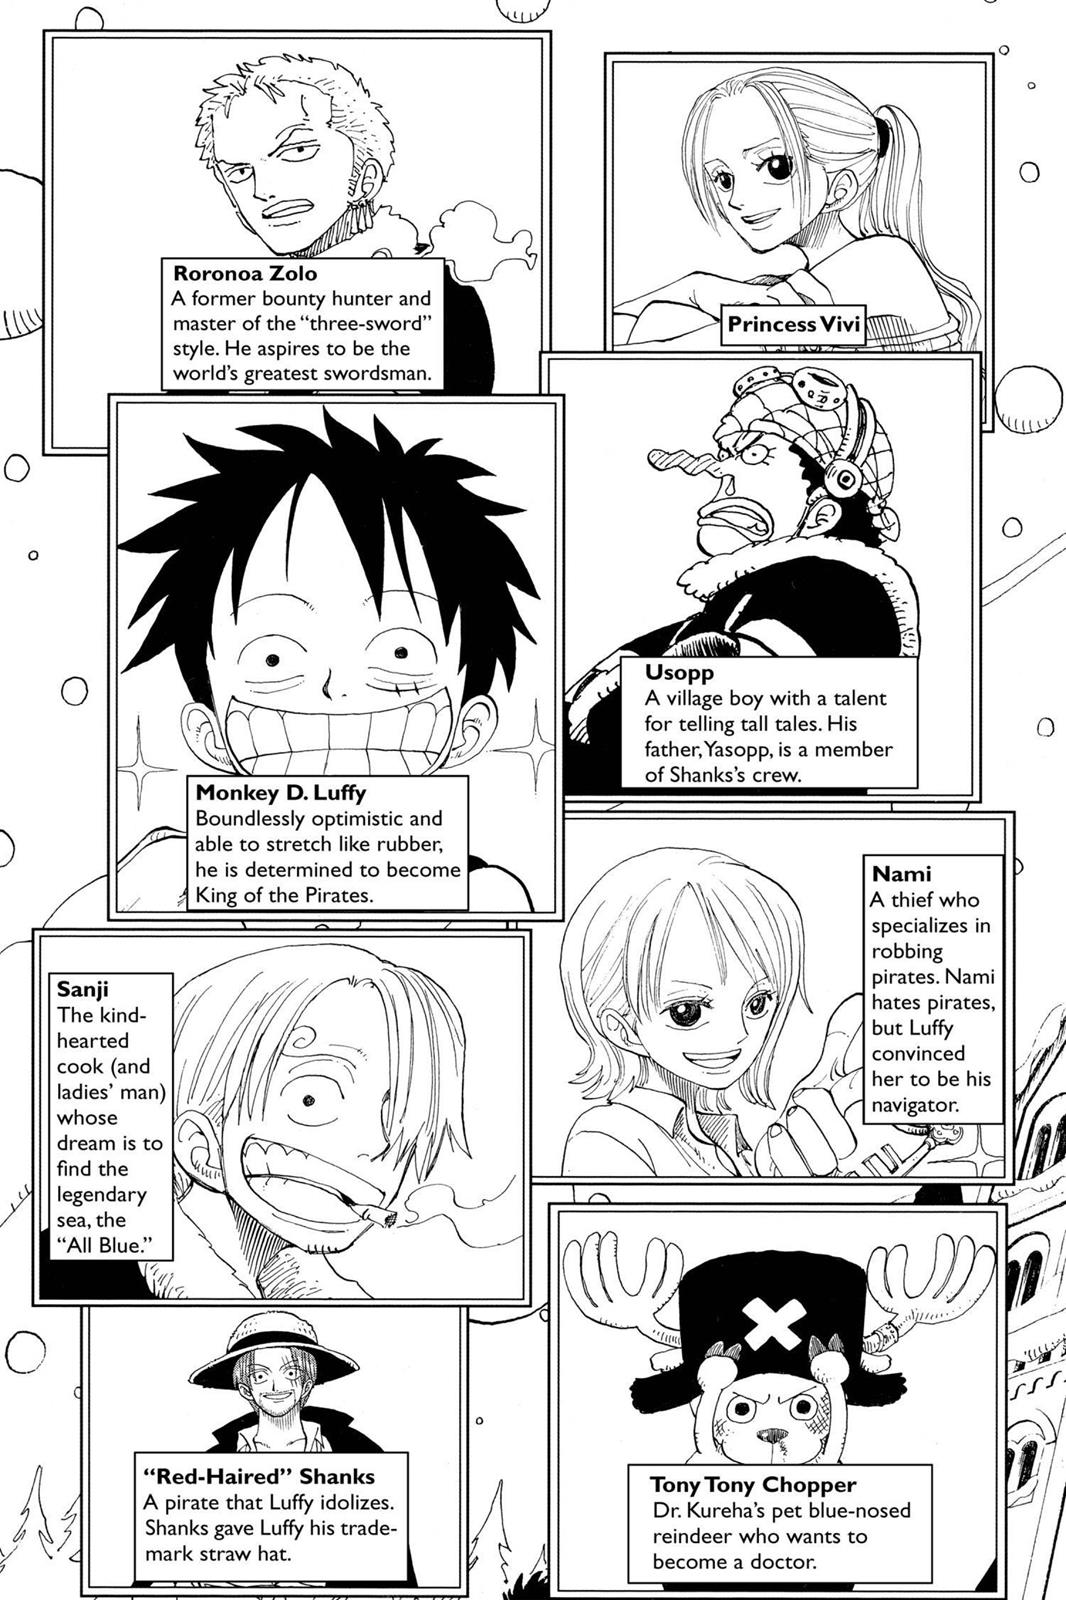 Roronoa Zolo
A former bounty hunter and
master of the “three-sword”
style. He aspires to be the
world’s greatest swordsman.
Princess Vivi
Usopp
A village boy with a talent
for telling tall tales. His
father, Yasopp, is a member
of Shanks’s crew.
Monkey D. Luffy
Boundlessly optimistic and
able to stretch like rubber,
he is determined to become
King of the Pirates.
Nami
A thief who
specializes in
robbing
pirates. Nami
hates pirates,
but Luffy
convinced
her to be his
navigator.
Sanji
The kind-
hearted
cook (and
ladies’ man)
whose
dream is to
find the
legendary
sea, the
“All Blue.”
“Red-Haired” Shanks
A pirate that Luffy idolizes.
Shanks gave Luffy his trade-
mark straw hat.
Tony Tony Chopper
Dr. Kureha’s pet blue-nosed
reindeer who wants to
become a doctor.